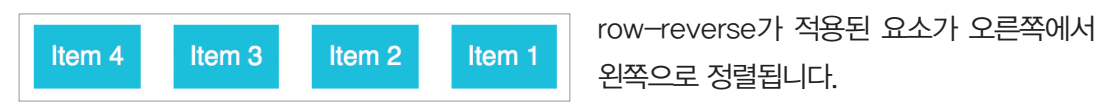 Item 4 Item 3 Item 2 Item 1
row-reverse가 적용된 요소가 오른쪽에서
왼쪽으로 정렬됩니다.